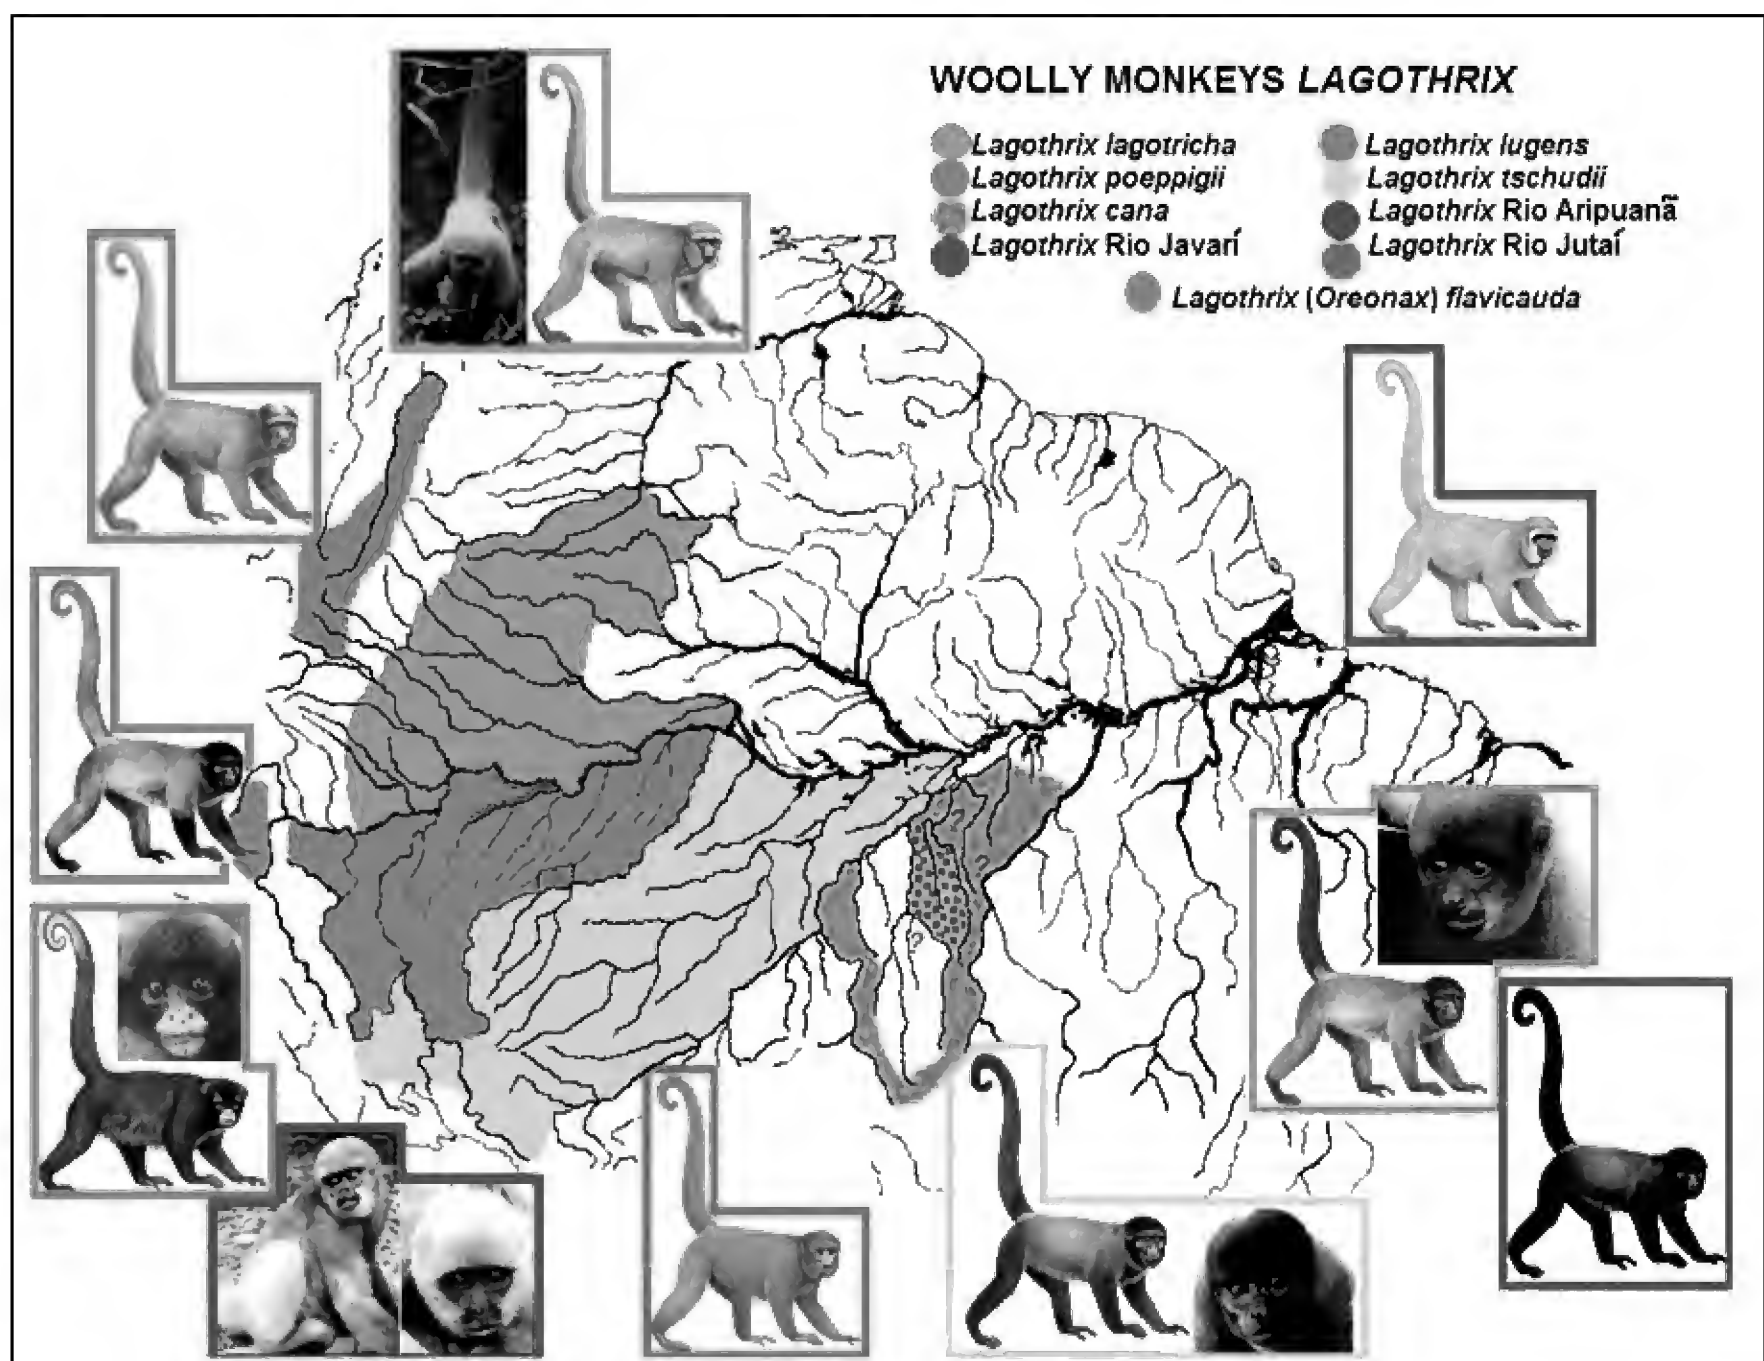 WOOLLY MONKEYS LAGOTHRIX
Lagothrix lagotricha
Lagothrix poeppigii
Lagothrix cana
Lagothrix Rio Javarí
Lagothrix lugens
Lagothrix tschudii
Lagothrix Rio Aripuanã
Lagothrix Rio Jutaí
Lagothrix (Oreonax) flavicauda
?
?
?